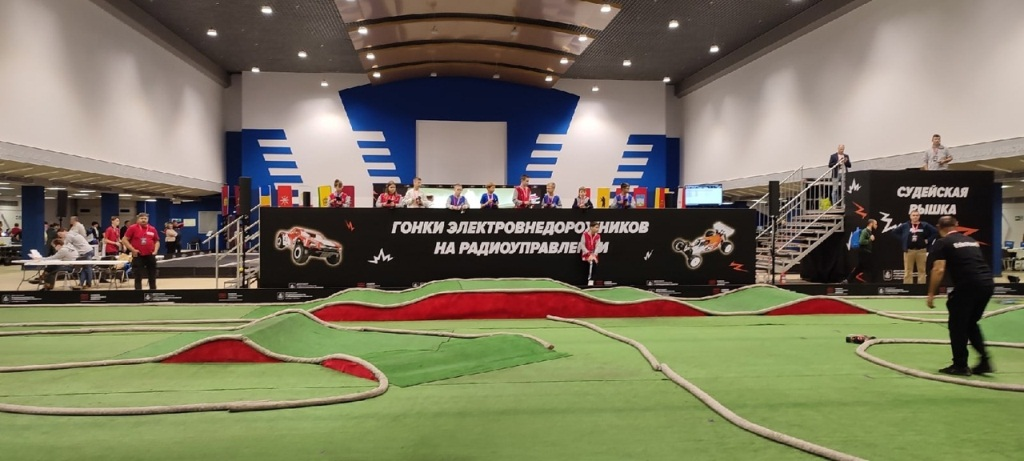 ГОНКИ ЭЛЕКТРОВНЕДОРОЖНИКОВ
НА РАДИОУПРАВЛЕНИИ
СУДЕЙСКАЯ
ВЫШКА